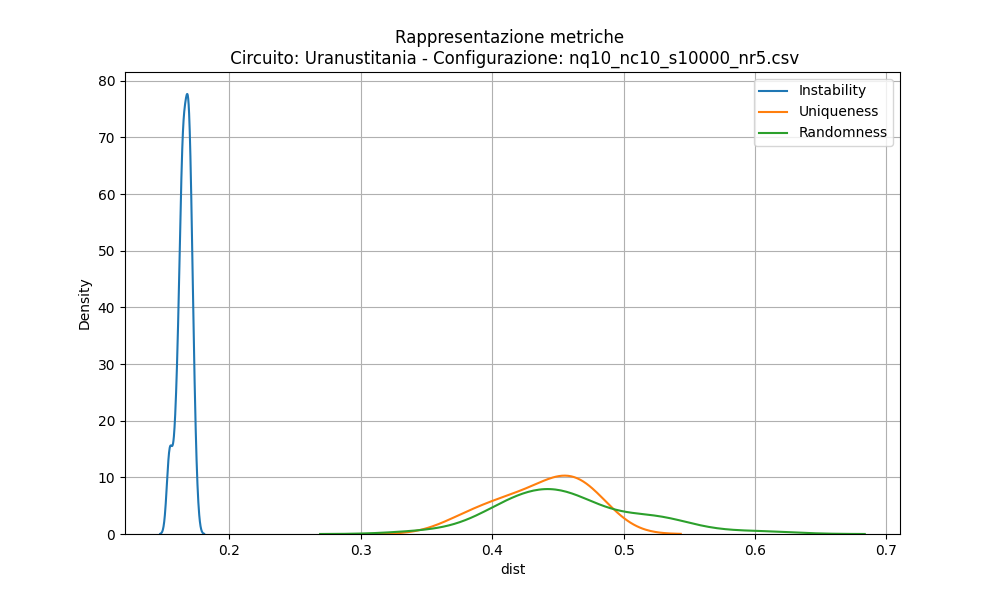 Rappresentazione metriche
Circuito: Uranustitania - Configurazione: nq10_nc10_s10000_nr5.csv
Instability
Uniqueness
Randomness
80
70
60
50
40
30
20
10
0
Density
0.2 0.3 0.4 0.5 0.6 0.7
dist